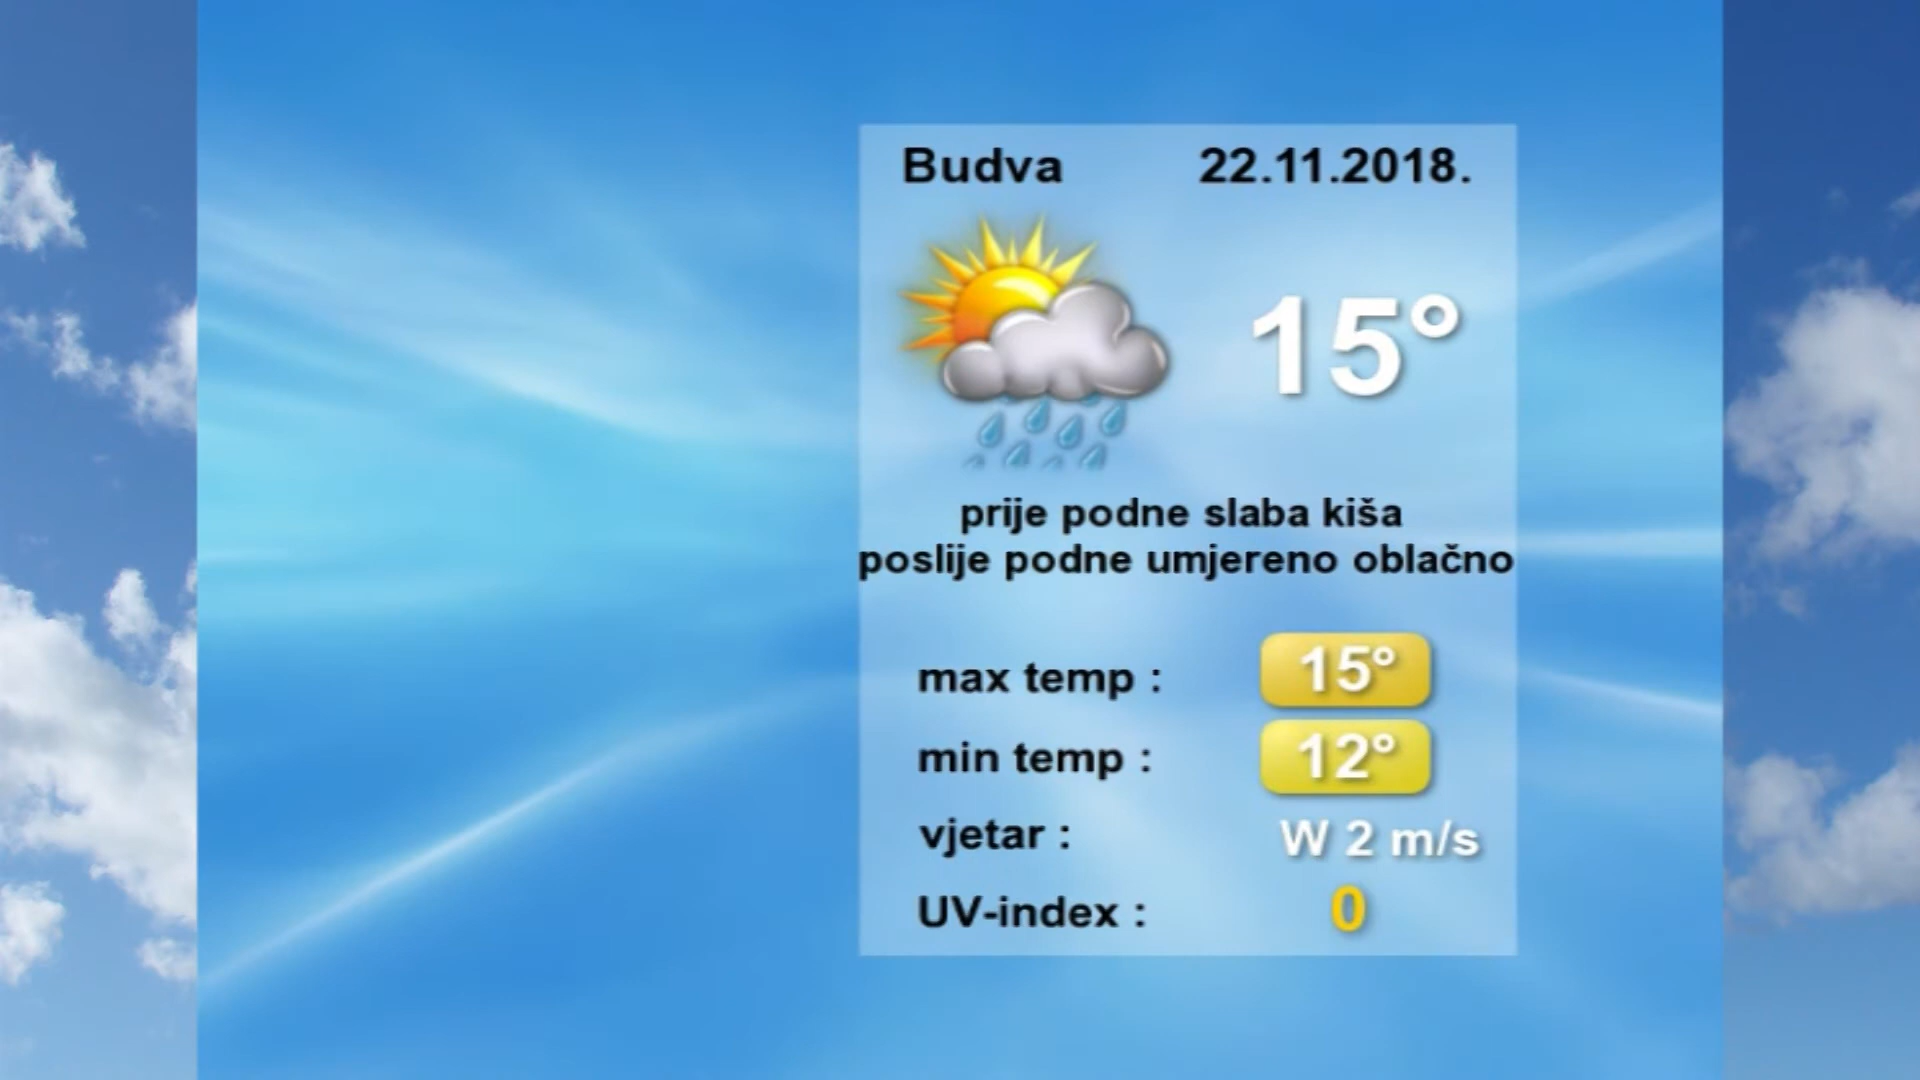 Budva 22.11.2018.
15°
prije podne slaba kiša
poslije podne umjereno oblačno
max temp : 15°
min temp : 12°
vjetar : W 2 m/s
UV-index : 0